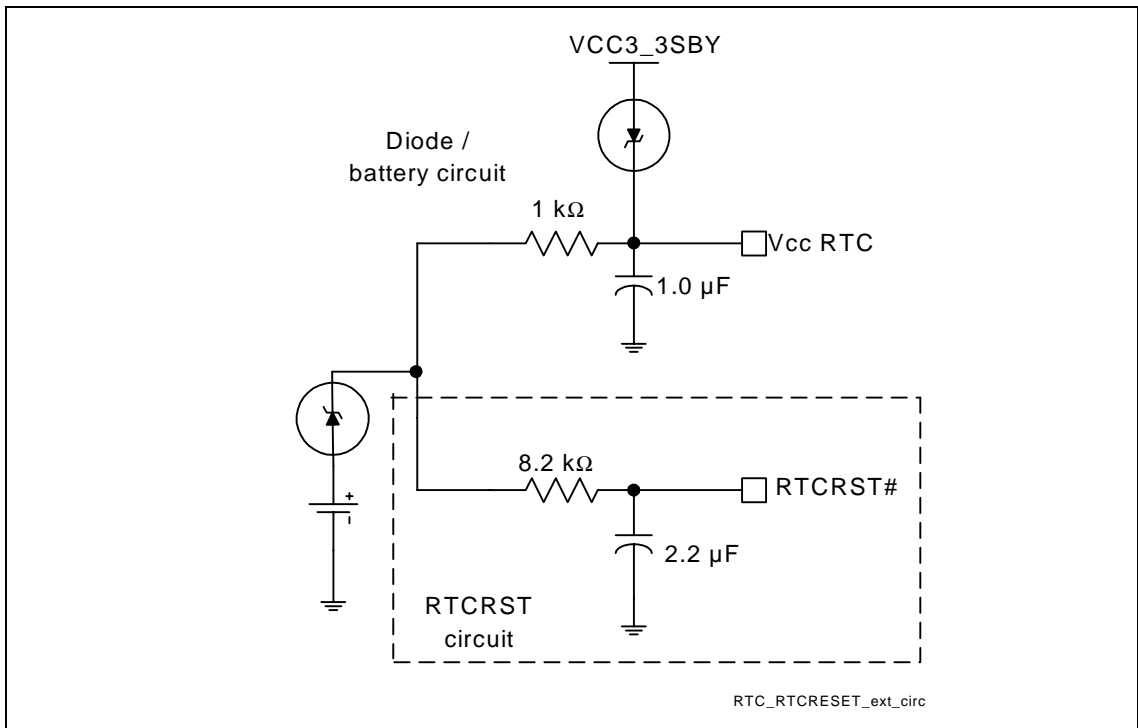 VCC3_3SBY
Diode /
battery circuit
1 kΩ
Vcc RTC
1.0 µF
+
-
8.2 kΩ
RTCRST#
2.2 µF
RTCRST
circuit
RTC_RTCRESET_ext_circ